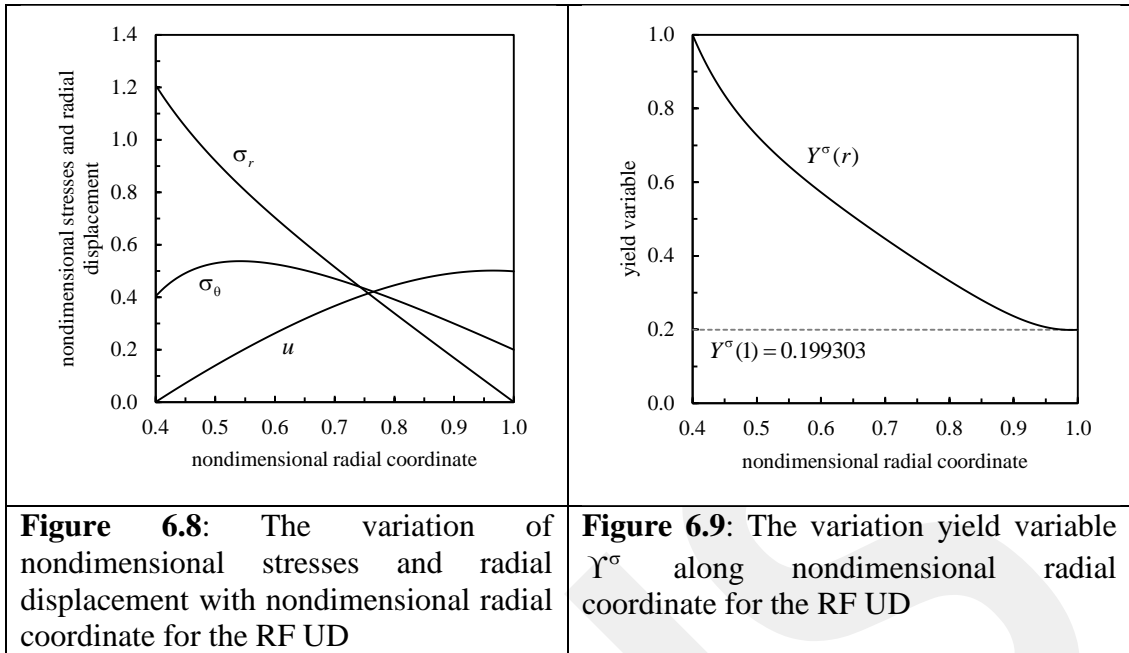 nondimensional stresses and radial
displacement
1.4
1.2
1.0
0.8
0.6
0.4
0.2
0.0
σr
σθ
u
0.4 0.5 0.6 0.7 0.8 0.9 1.0
nondimensional radial coordinate
yield variable
1.0
0.8
0.6
0.4
0.2
0.0
Yσ(r)
Yσ(1) = 0.199303
0.4 0.5 0.6 0.7 0.8 0.9 1.0
nondimensional radial coordinate
Figure 6.8: The variation of
nondimensional stresses and radial
displacement with nondimensional radial
coordinate for the RF UD
Figure 6.9: The variation yield variable
ϒσ along nondimensional radial
coordinate for the RF UD